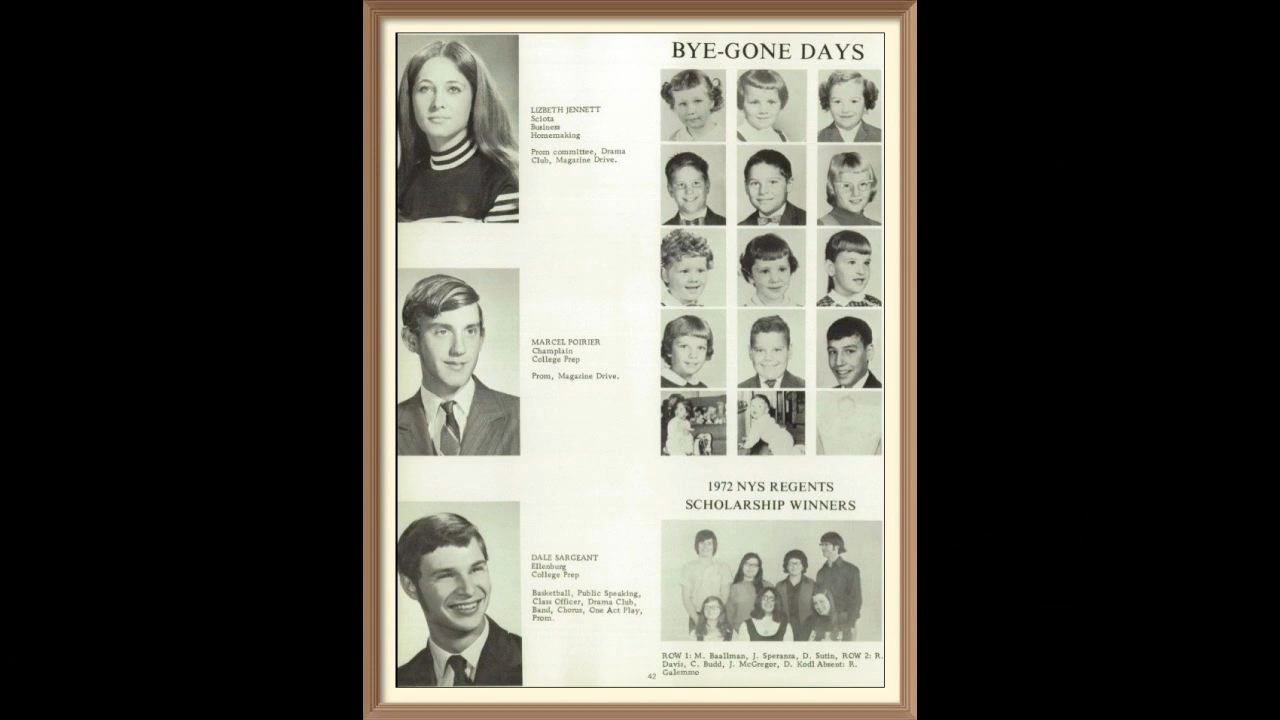 LIZBETH JENNETT
Sciota
Business
Homemaking
Prom committee, Drama
Club, Magazine Drive.
MARCEL POIRIER
Champlain
College Prep
Prom, Magazine Drive.
DALE SARGEANT
Ellenburg
College Prep
Basketball, Public Speaking,
Class Officer, Drama Club,
Band, Chorus, One Act Play,
Prom.
BYE-GONE DAYS
1972 NYS REGENTS
SCHOLARSHIP WINNERS
ROW 1: M. Baallman, J. Speranza, D. Sutin, ROW 2: R.
Davis, C. Budd, J. McGregor, D. Kodl Absent: R.
Galemmo
42